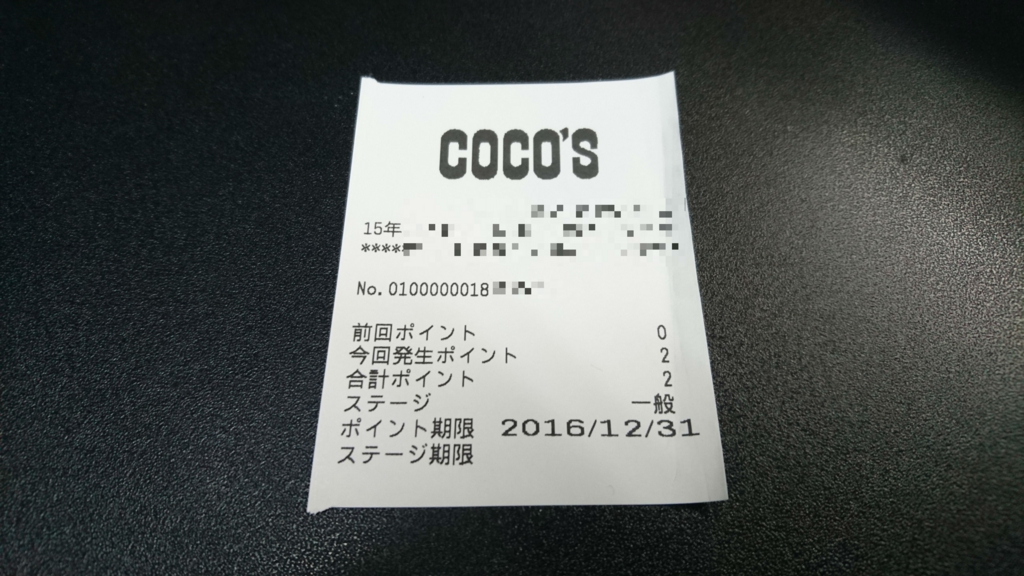 COCO'S
15年
*****
No.0100000018
前回ポイント 0
今回発生ポイント 2
合計ポイント 2
ステージ 一般
ポイント期限 2016/12/31
ステージ期限